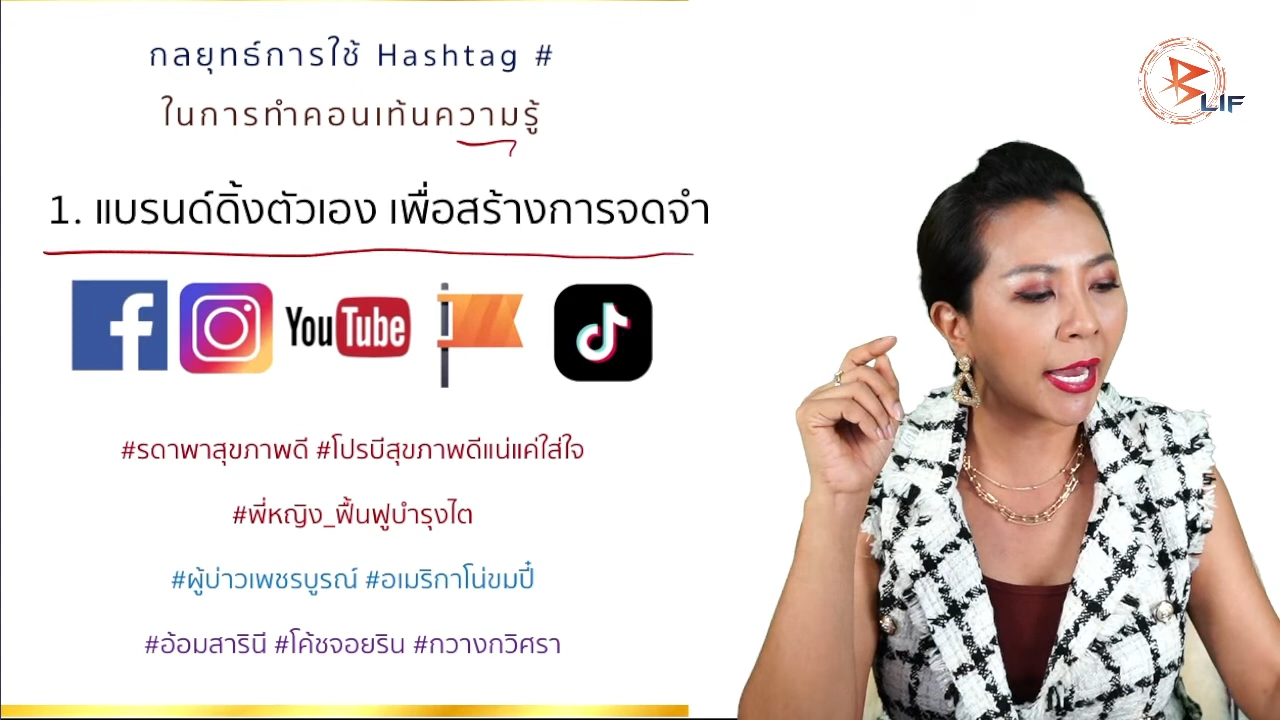 กลยุทธ์การใช้ Hashtag #
ในการทำคอนเท้นความรู้
1. แบรนด์ดิ้งตัวเอง เพื่อสร้างการจดจำ
You Tube
#รดาพาสุขภาพดี #โปรบีสุขภาพดีแน่แค่ใส่ใจ
#พี่หญิง_ฟื้นฟูบำรุงไต
#ผู้บ่าวเพชรบูรณ์ #อเมริกาโน่ขมปี๋
#อ้อมสารินี #โค้ชจอยริน #กวางกวิศรา
B LIF